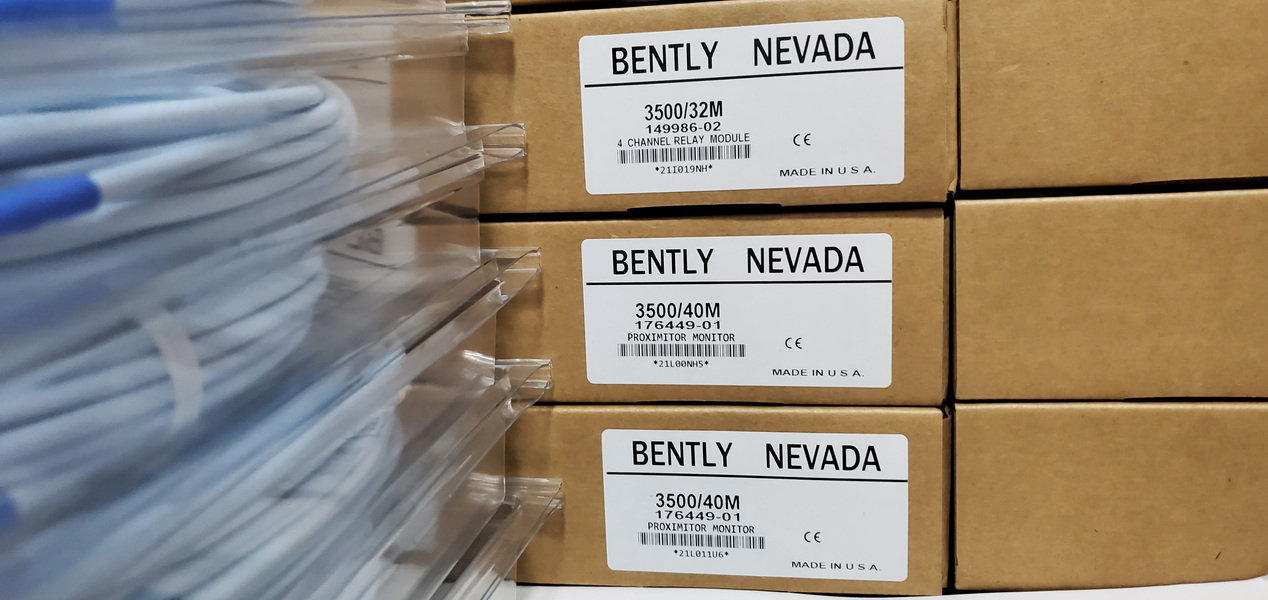 BENTLY NEVADA
3500/32M
149986-02
4 CHANNEL RELAY MODULE
CE
*21I019NH*
MADE IN U S A.
BENTLY NEVADA
3500/40M
176449-01
PROXIMITOR MONITOR
CE
*21L00NH5*
MADE IN U S A.
BENTLY NEVADA
3500/40M
176449-01
PROXIMITOR MONITOR
CE
*21L011U6*
MADE IN U S A.